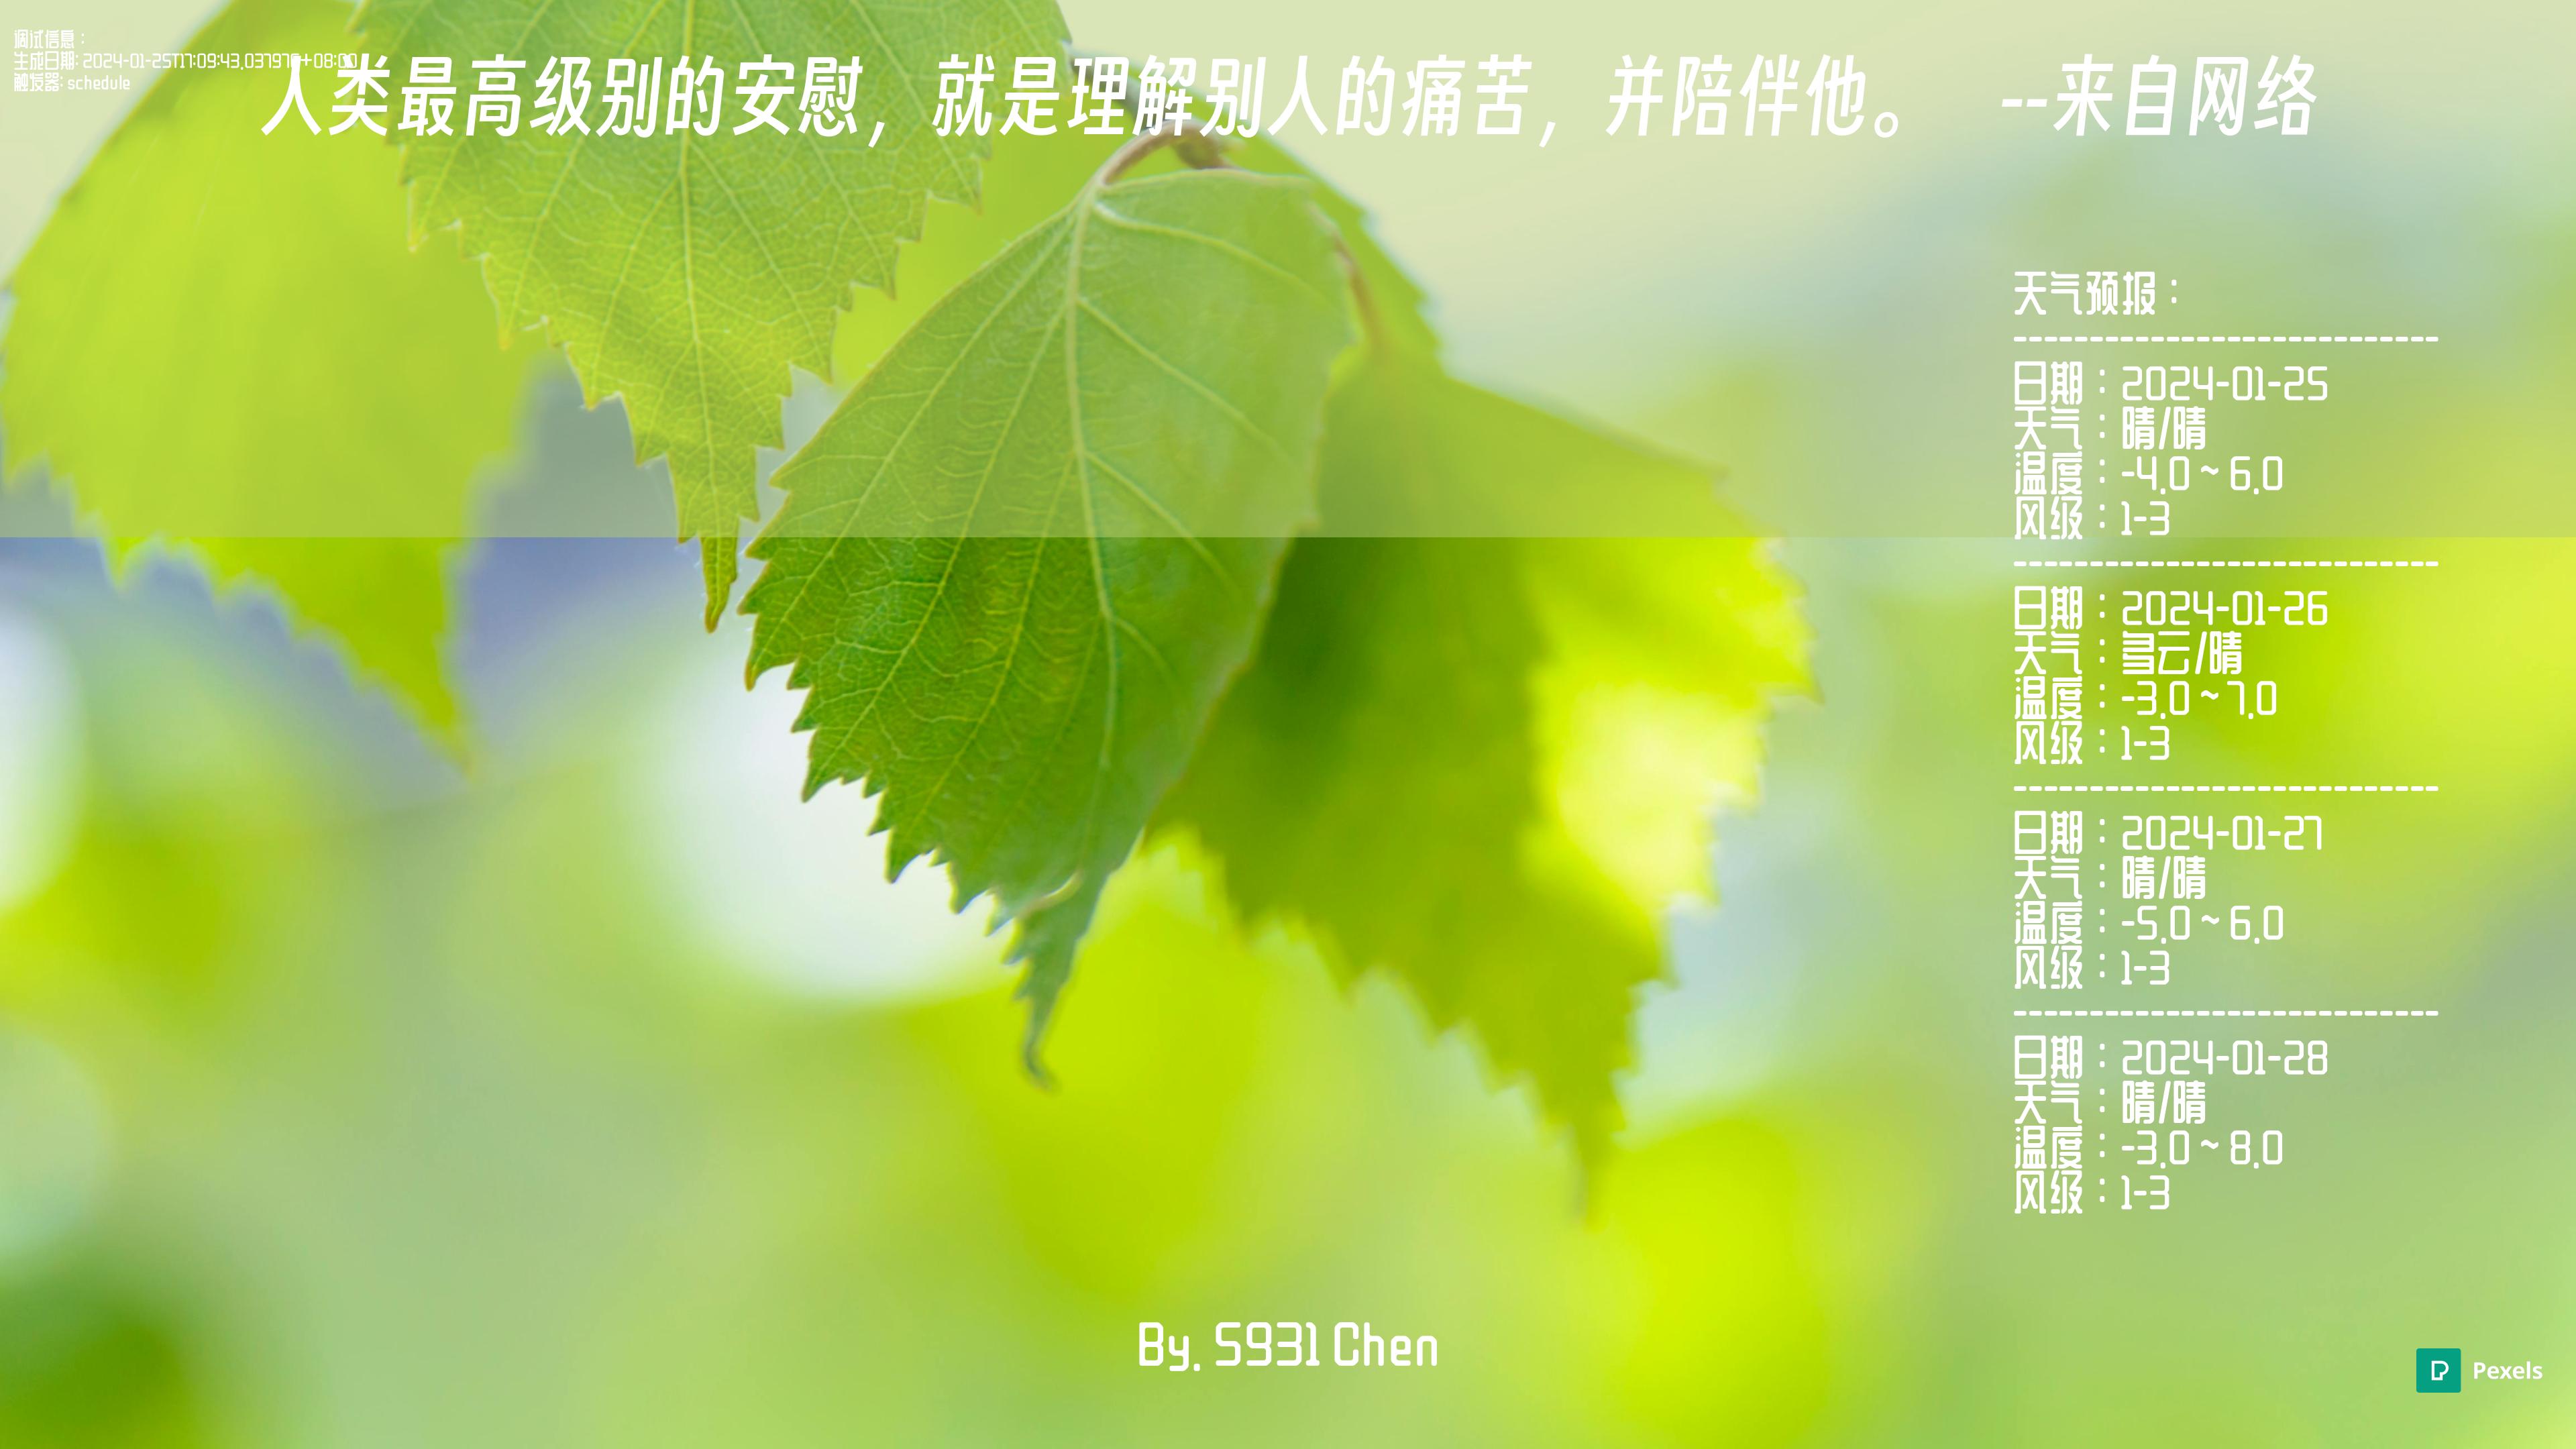 调试信息：
生成日期: 2024-01-25T17:09:43.037976+08:00
触发器: schedule
人类最高级别的安慰，就是理解别人的痛苦，并陪伴他。 --来自网络
天气预报：
----------------------------
日期：2024-01-25
天气：晴/晴
温度：-4.0 ~ 6.0
风级：1-3
----------------------------
日期：2024-01-26
天气：多云/晴
温度：-3.0 ~ 7.0
风级：1-3
----------------------------
日期：2024-01-27
天气：晴/晴
温度：-5.0 ~ 6.0
风级：1-3
----------------------------
日期：2024-01-28
天气：晴/晴
温度：-3.0 ~ 8.0
风级：1-3
By. S931 Chen
Pexels